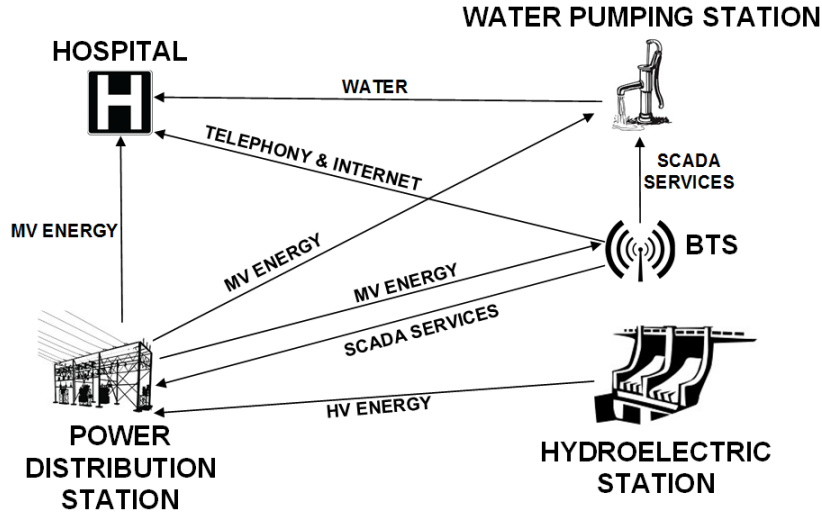 WATER PUMPING STATION
HOSPITAL
H
WATER
TELEPHONY & INTERNET
SCADA
SERVICES
MV ENERGY
MV ENERGY
BTS
MV ENERGY
SCADA SERVICES
HV ENERGY
POWER
DISTRIBUTION
STATION
HYDROELECTRIC
STATION